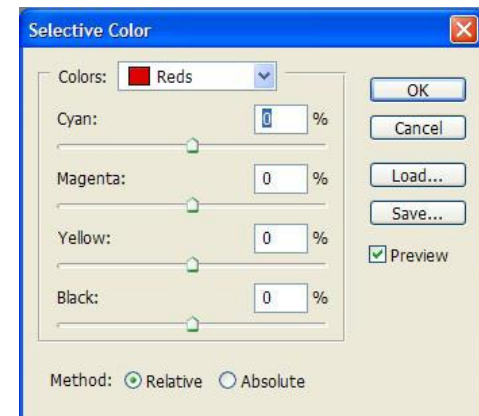 Selective Color
Colors: Reds
OK
Cyan: 0 %
Cancel
Magenta: 0 %
Load...
Save...
Yellow: 0 %
Preview
Black: 0 %
Method: Relative Absolute